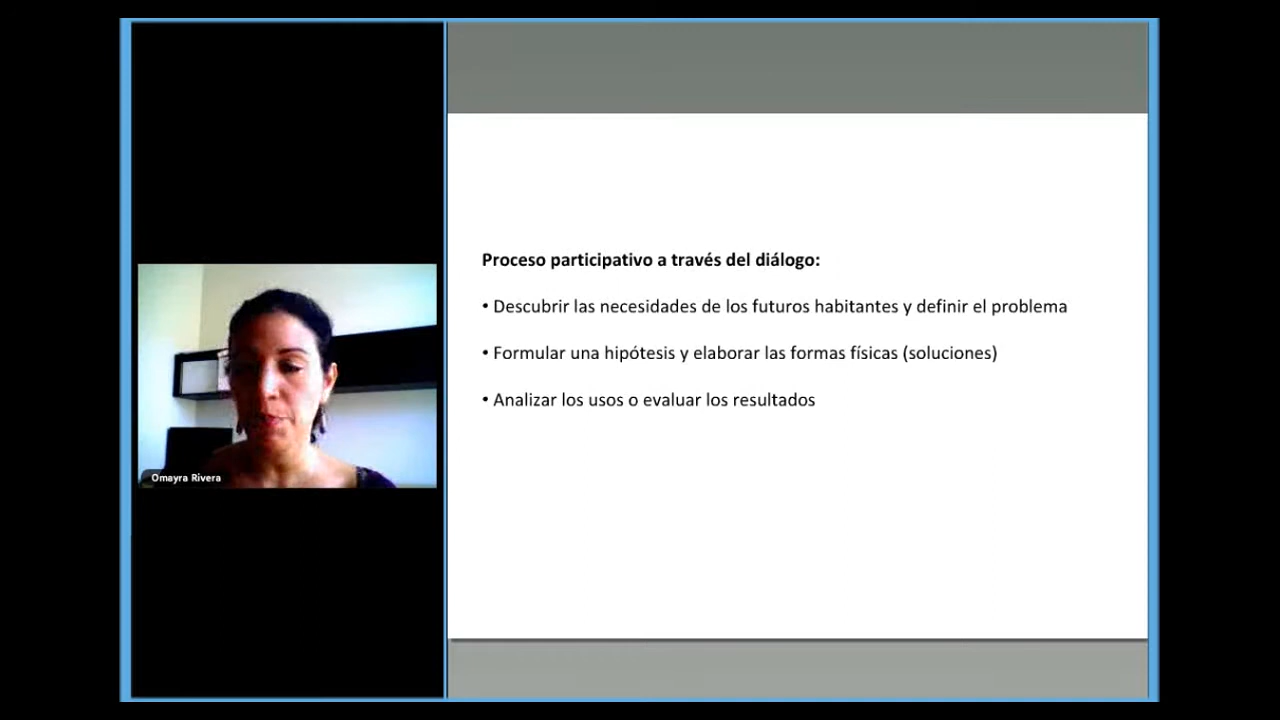 Proceso participativo a través del diálogo:
• Descubrir las necesidades de los futuros habitantes y definir el problema
• Formular una hipótesis y elaborar las formas físicas (soluciones)
• Analizar los usos o evaluar los resultados
Omayra Rivera